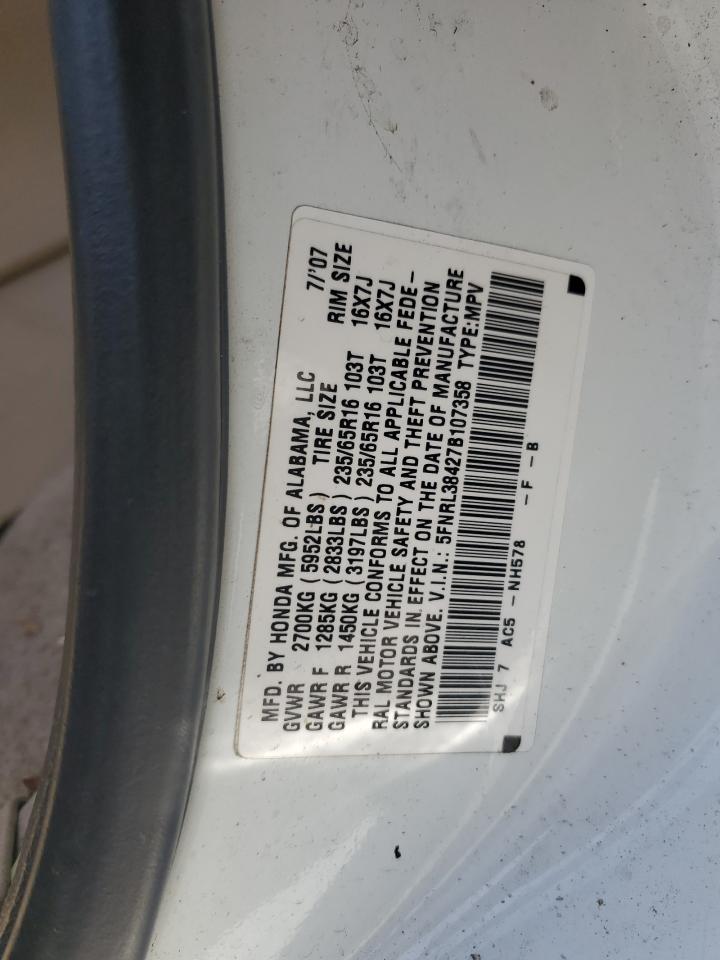 MFD. BY HONDA MFG. OF ALABAMA, LLC 7/'07
GVWR 2700KG ( 5952LBS ) TIRE SIZE RIM SIZE
GAWR F 1285KG ( 2833LBS ) 235/65R16 103T 16X7J
GAWR R 1450KG ( 3197LBS ) 235/65R16 103T 16X7J
THIS VEHICLE CONFORMS TO ALL APPLICABLE FEDE-
RAL MOTOR VEHICLE SAFETY AND THEFT PREVENTION
STANDARDS IN EFFECT ON THE DATE OF MANUFACTURE
SHOWN ABOVE. V.I.N.: 5FNRL38427B107358 TYPE:MPV
SHJ 7 AC5 - NH578 - F - B